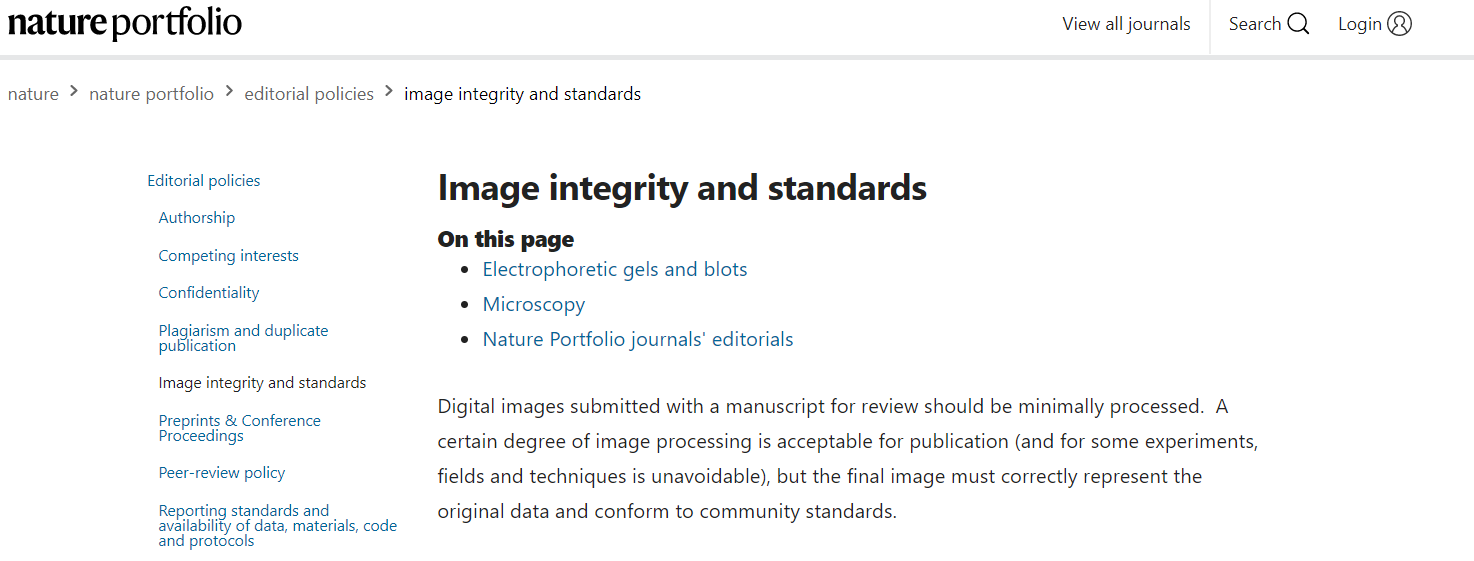 nature portfolio
View all journals
Search
Login
nature > nature portfolio > editorial policies > image integrity and standards
Editorial policies
Authorship
Competing interests
Confidentiality
Plagiarism and duplicate
publication
Image integrity and standards
Preprints & Conference
Proceedings
Peer-review policy
Reporting standards and
availability of data, materials, code
and protocols
Image integrity and standards
On this page
• Electrophoretic gels and blots
• Microscopy
• Nature Portfolio journals' editorials
Digital images submitted with a manuscript for review should be minimally processed.  A
certain degree of image processing is acceptable for publication (and for some experiments,
fields and techniques is unavoidable), but the final image must correctly represent the
original data and conform to community standards.